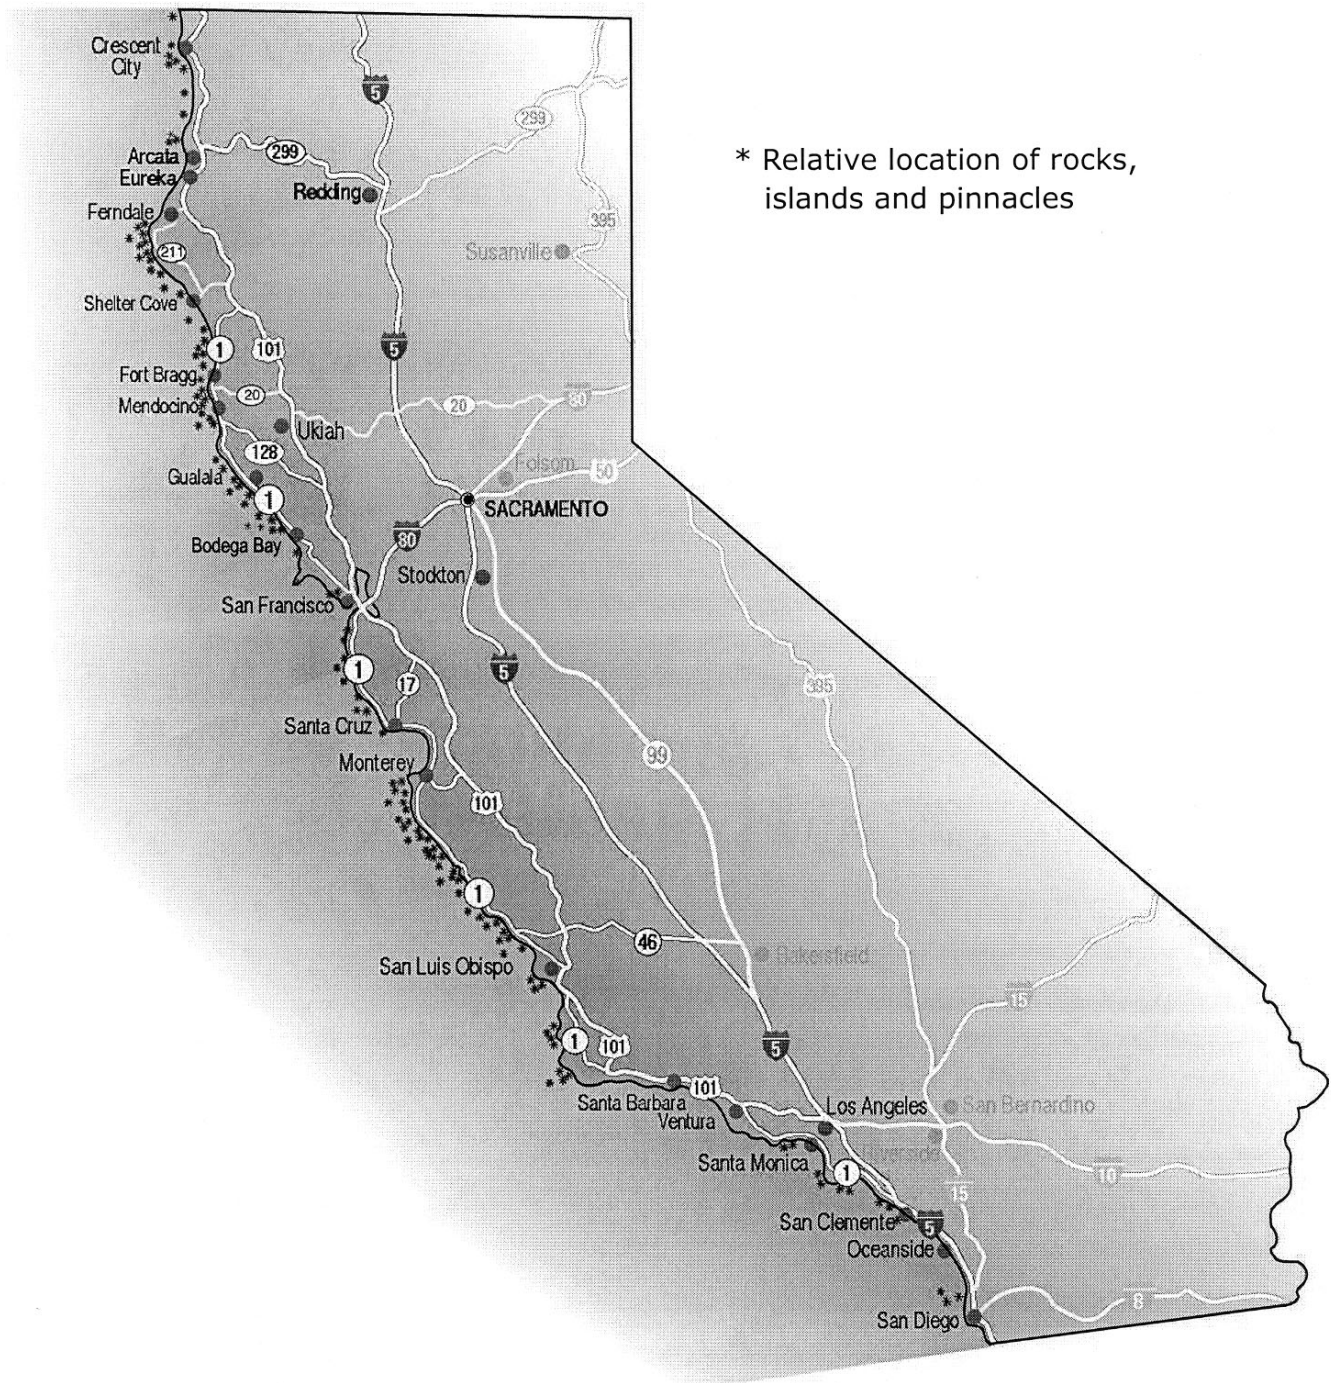 Crescent
City
5
299
* Relative location of rocks,
islands and pinnacles
Arcata
299
Eureka
Redding
Ferndale
395
211
Susanville
Shelter Cove
1
101
5
Fort Bragg
20
80
Mendocino
20
Ukiah
128
Folsom
50
Gualala
1
SACRAMENTO
80
Bodega Bay
Stockton
San Francisco
1
5
17
395
Santa Cruz
99
Monterey
101
1
46
San Luis Obispo
Bakersfield
15
1
101
5
101
Santa Barbara
Los Angeles
San Bernardino
Ventura
Santa Monica
Riverside
1
10
15
San Clemente
5
Oceanside
8
San Diego